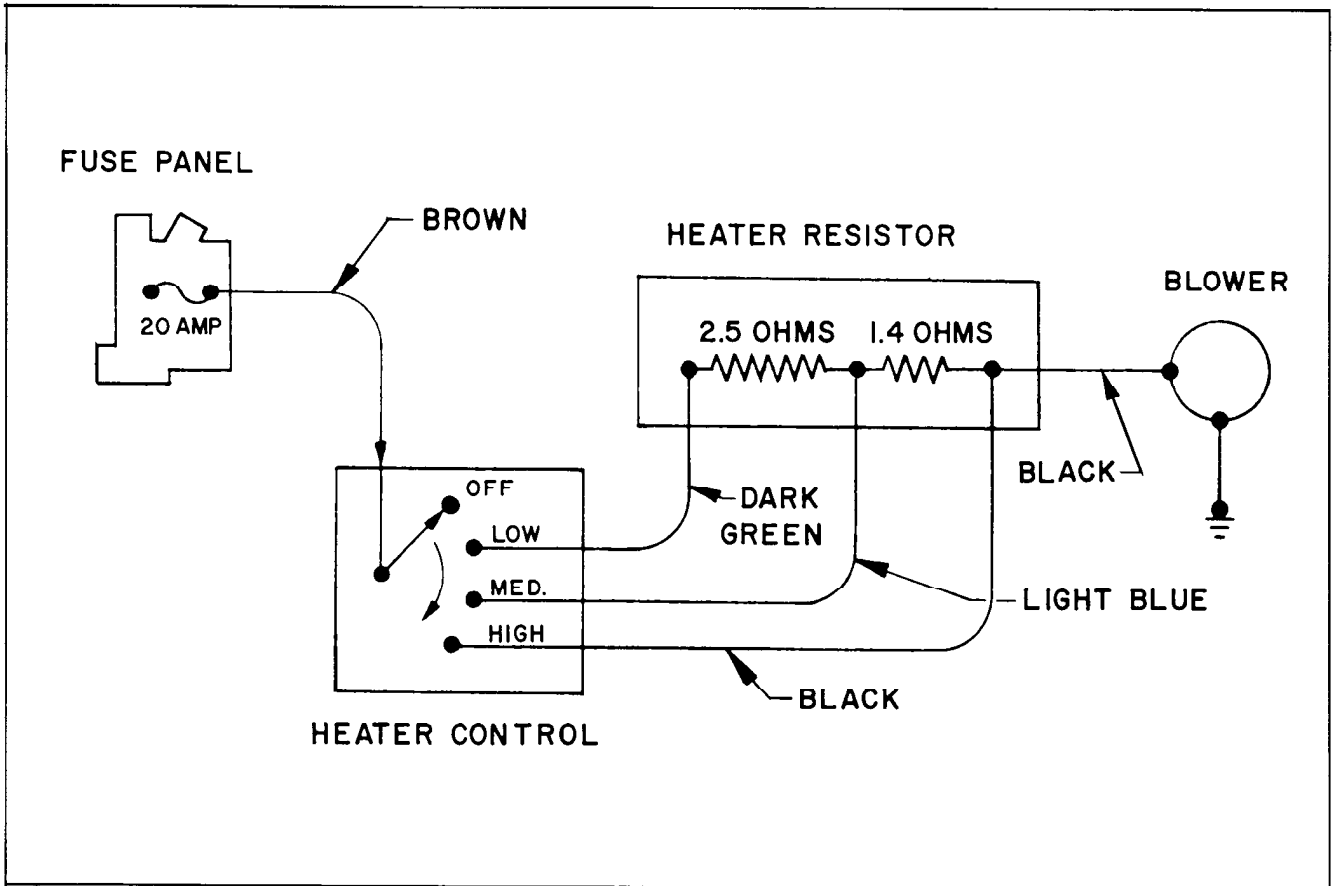 FUSE PANEL
BROWN
HEATER RESISTOR
BLOWER
20 AMP
2.5 OHMS
1.4 OHMS
BLACK
OFF
LOW
DARK
GREEN
MED.
LIGHT BLUE
HIGH
BLACK
HEATER CONTROL